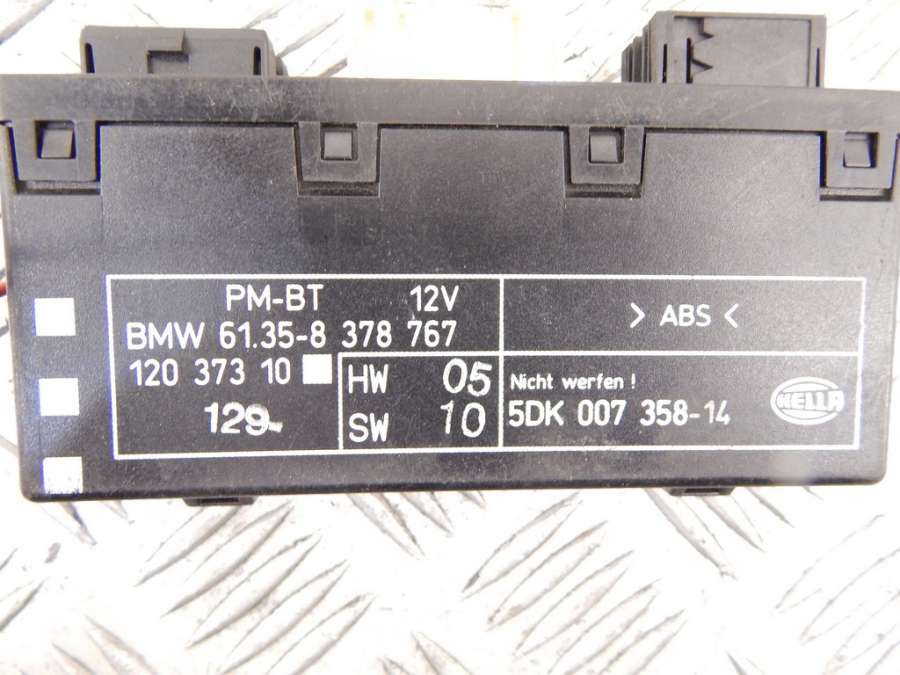 PM-BT 12V
BMW 61.35-8 378 767
120 373 10
129
HW 05
SW 10
> ABS <
Nicht werfen !
5DK 007 358-14
HELLA